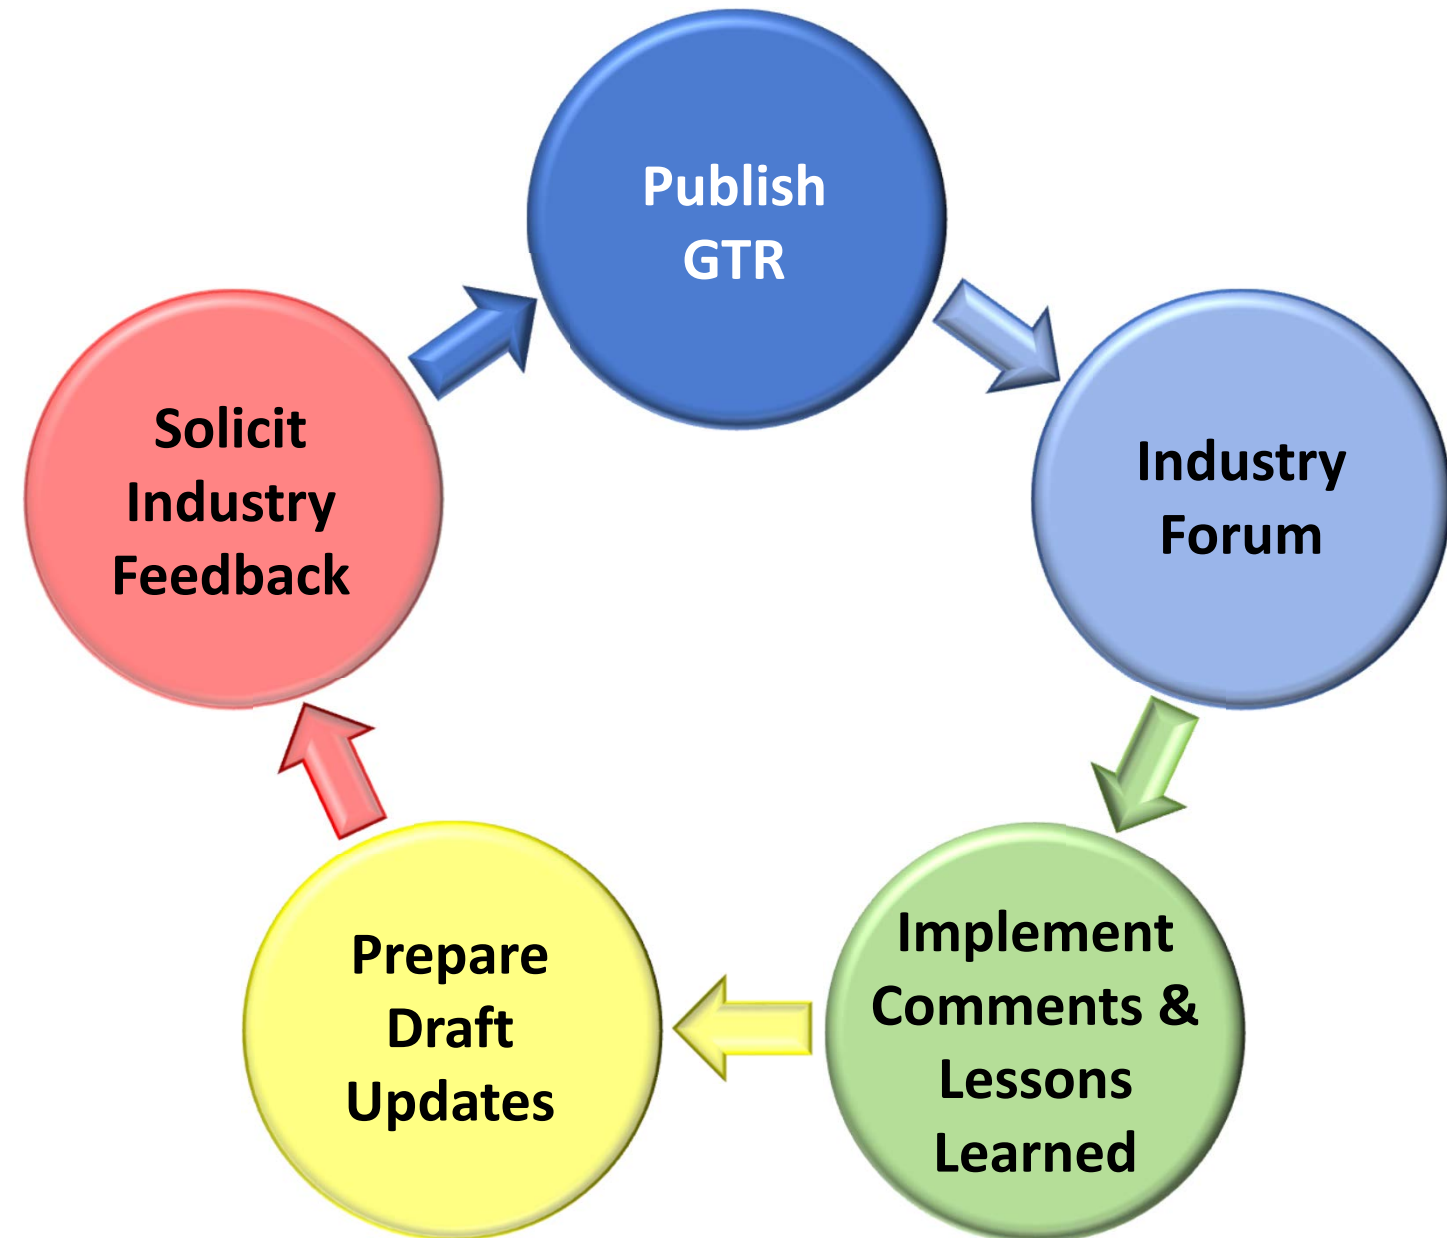 Publish
GTR
Industry
Forum
Implement
Comments &
Lessons
Learned
Prepare
Draft
Updates
Solicit
Industry
Feedback